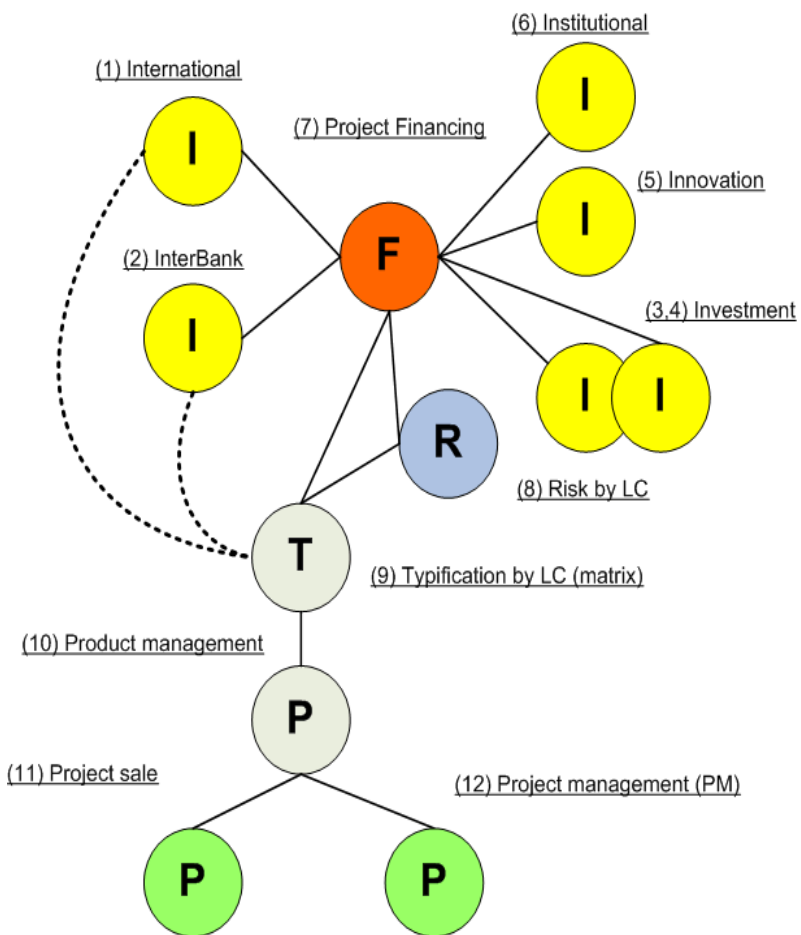 (6) Institutional
(1) International
I
(7) Project Financing
I
(5) Innovation
I
(2) InterBank
F
(3,4) Investment
I
I
I
R
(8) Risk by LC
T
(9) Typification by LC (matrix)
(10) Product management
P
(11) Project sale
(12) Project management (PM)
P
P